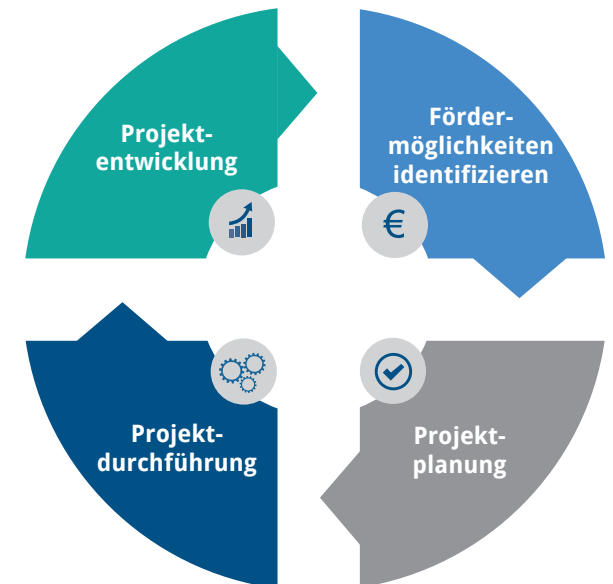 Projekt-
entwicklung
Förder-
möglichkeiten
identifizieren
€
Projekt-
durchführung
Projekt-
planung